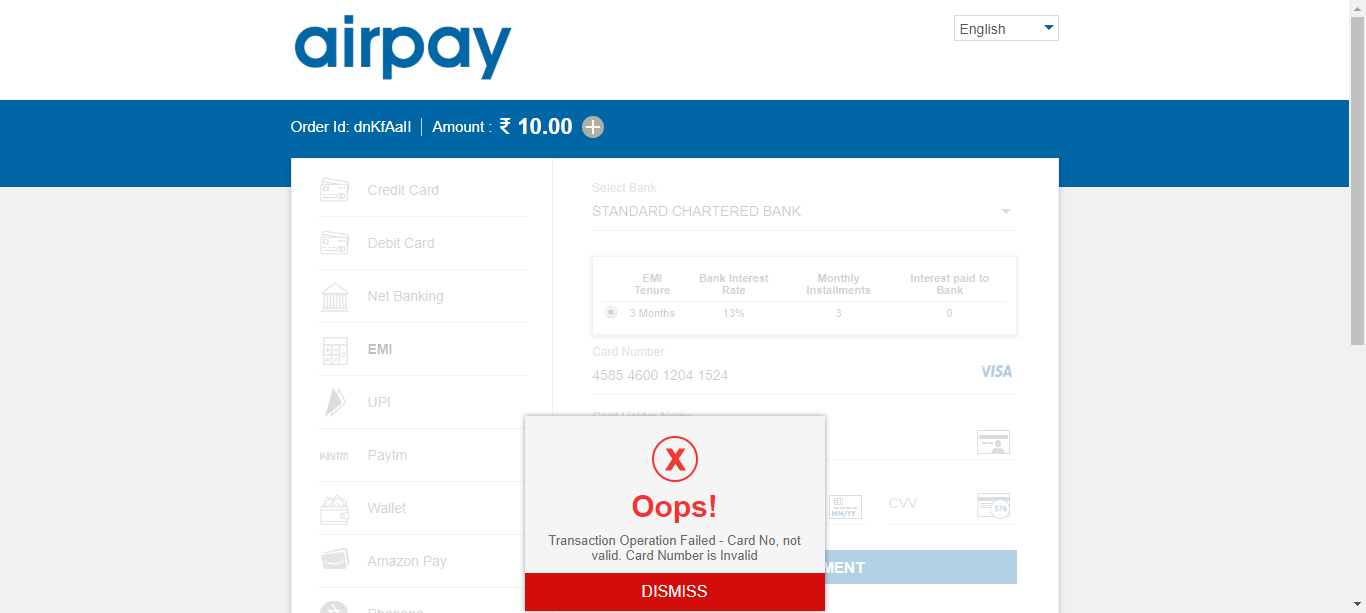 airpay
English
Order Id: dnKfAall | Amount : ₹ 10.00
Credit Card
Debit Card
Net Banking
EMI
UPI
Paytm
Paytm
Wallet
Amazon Pay
Phonepe
Select Bank
STANDARD CHARTERED BANK
EMI Tenure
Bank Interest Rate
Monthly Installments
Interest paid to Bank
3 Months 13% 3 0
Card Number
4585 4600 1204 1524
VISA
Card Holder Name
MM/YY
CVV
576
MENT
X
Oops!
Transaction Operation Failed - Card No, not
valid. Card Number is Invalid
DISMISS